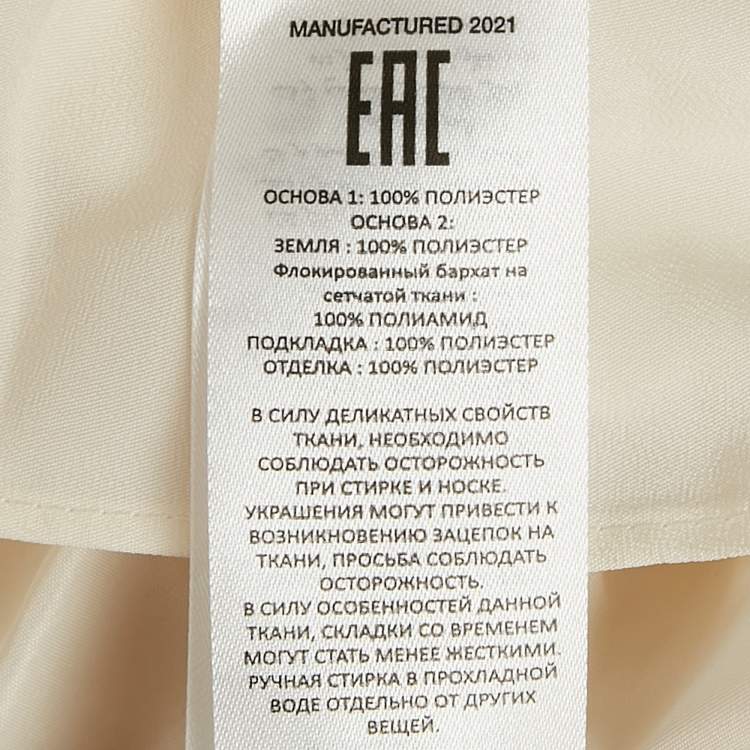 MANUFACTURED 2021
EAC
ОСНОВА 1: 100% ПОЛИЭСТЕР
ОСНОВА 2:
ЗЕМЛЯ : 100% ПОЛИЭСТЕР
Флокированный бархат на
сетчатой ткани :
100% ПОЛИАМИД
ПОДКЛАДКА : 100% ПОЛИЭСТЕР
ОТДЕЛКА : 100% ПОЛИЭСТЕР
В СИЛУ ДЕЛИКАТНЫХ СВОЙСТВ
ТКАНИ, НЕОБХОДИМО
СОБЛЮДАТЬ ОСТОРОЖНОСТЬ
ПРИ СТИРКЕ И НОСКЕ.
УКРАШЕНИЯ МОГУТ ПРИВЕСТИ К
ВОЗНИКНОВЕНИЮ ЗАЦЕПОК НА
ТКАНИ, ПРОСЬБА СОБЛЮДАТЬ
ОСТОРОЖНОСТЬ.
В СИЛУ ОСОБЕННОСТЕЙ ДАННОЙ
ТКАНИ, СКЛАДКИ СО ВРЕМЕНЕМ
МОГУТ СТАТЬ МЕНЕЕ ЖЕСТКИМИ.
РУЧНАЯ СТИРКА В ПРОХЛАДНОЙ
ВОДЕ ОТДЕЛЬНО ОТ ДРУГИХ
ВЕЩЕЙ.